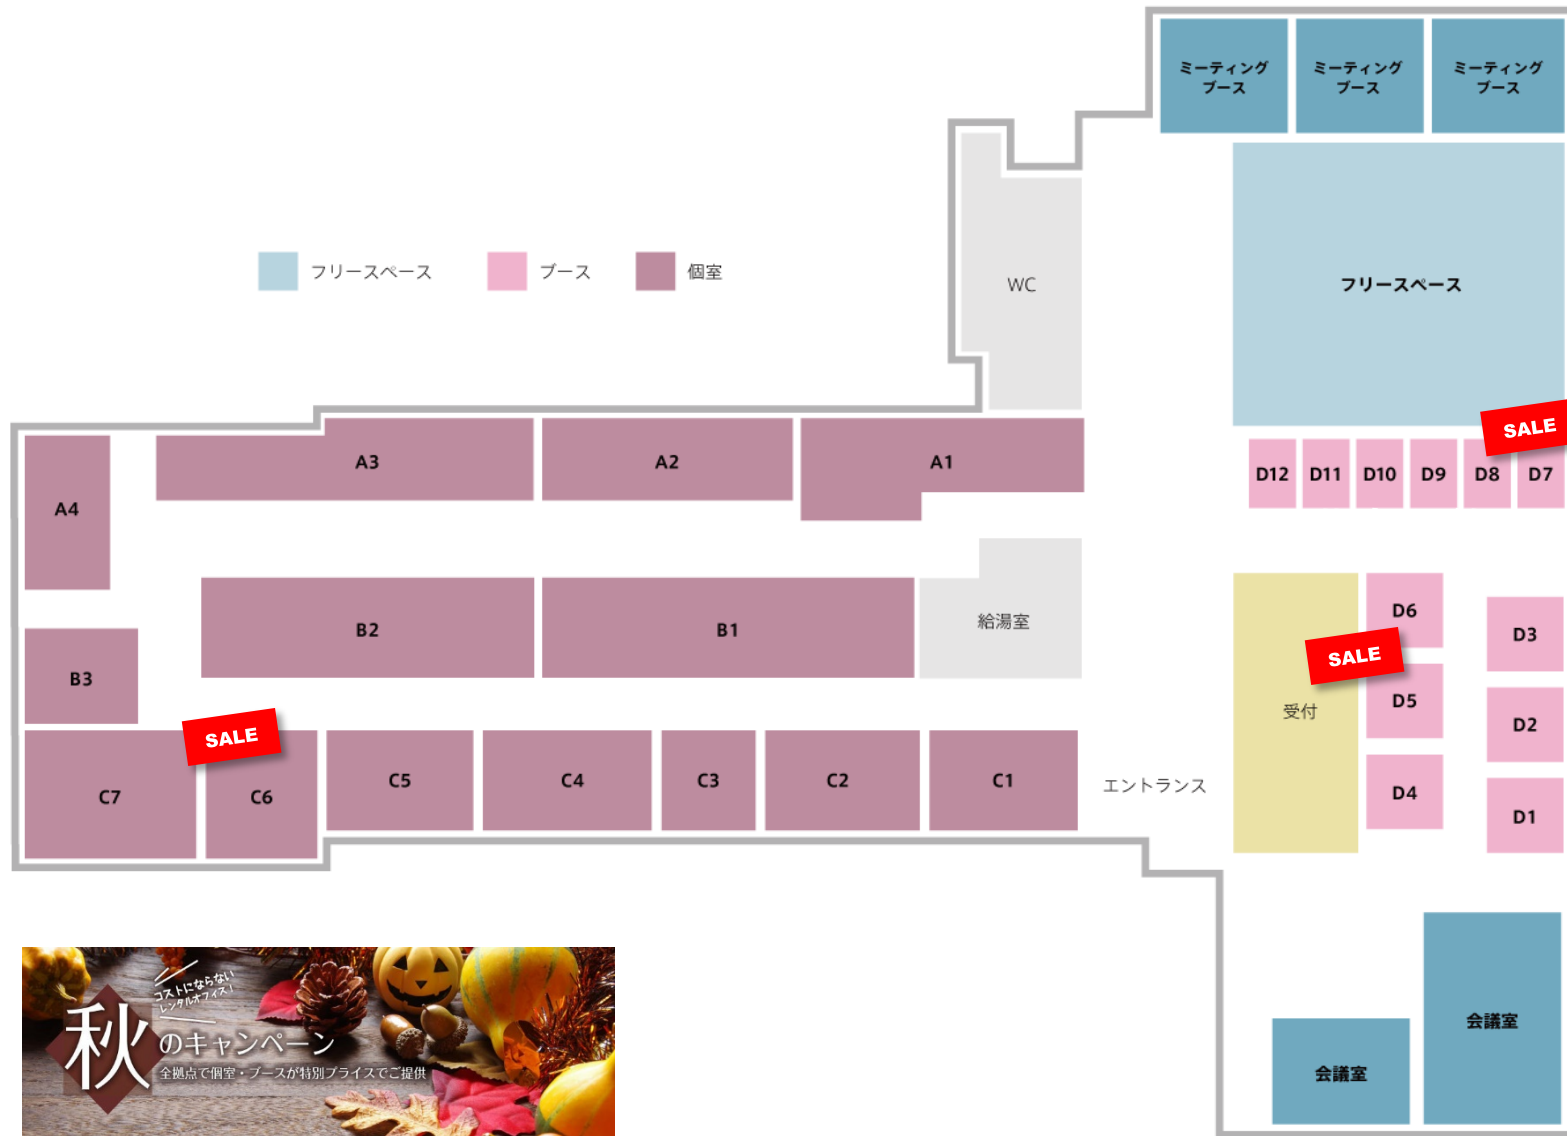 ミーティング
ブース
ミーティング
ブース
ミーティング
ブース
フリースペース
ブース
個室
WC
フリースペース
SALE
A3
A2
A1
A4
D12
D11
D10
D9
D8
D7
B2
B1
給湯室
D6
D3
SALE
B3
受付
D5
D2
SALE
C7
C6
C5
C4
C3
C2
C1
エントランス
D4
D1
コストにならない
レンタルオフィス!
秋のキャンペーン
全拠点で個室・ブースが特別プライスでご提供
会議室
会議室